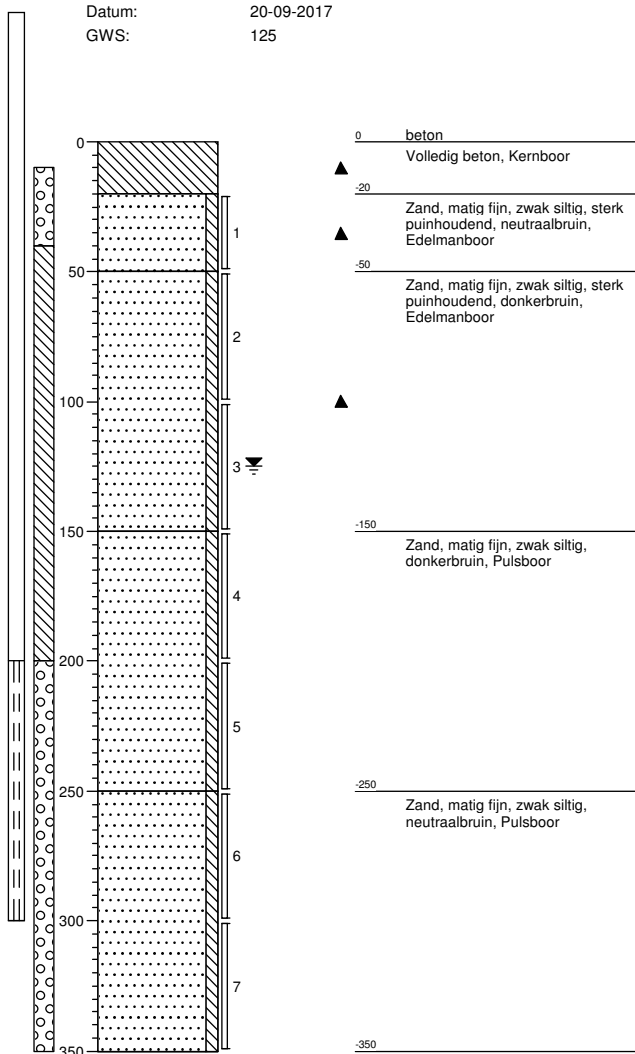 Datum: 20-09-2017
GWS: 125
0
50
100
150
200
250
300
350
1
2
3
4
5
6
7
0 beton
Volledig beton, Kernboor
-20
Zand, matig fijn, zwak siltig, sterk
puinhoudend, neutraalbruin,
Edelmanboor
-50
Zand, matig fijn, zwak siltig, sterk
puinhoudend, donkerbruin,
Edelmanboor
-150
Zand, matig fijn, zwak siltig,
donkerbruin, Pulsboor
-250
Zand, matig fijn, zwak siltig,
neutraalbruin, Pulsboor
-350